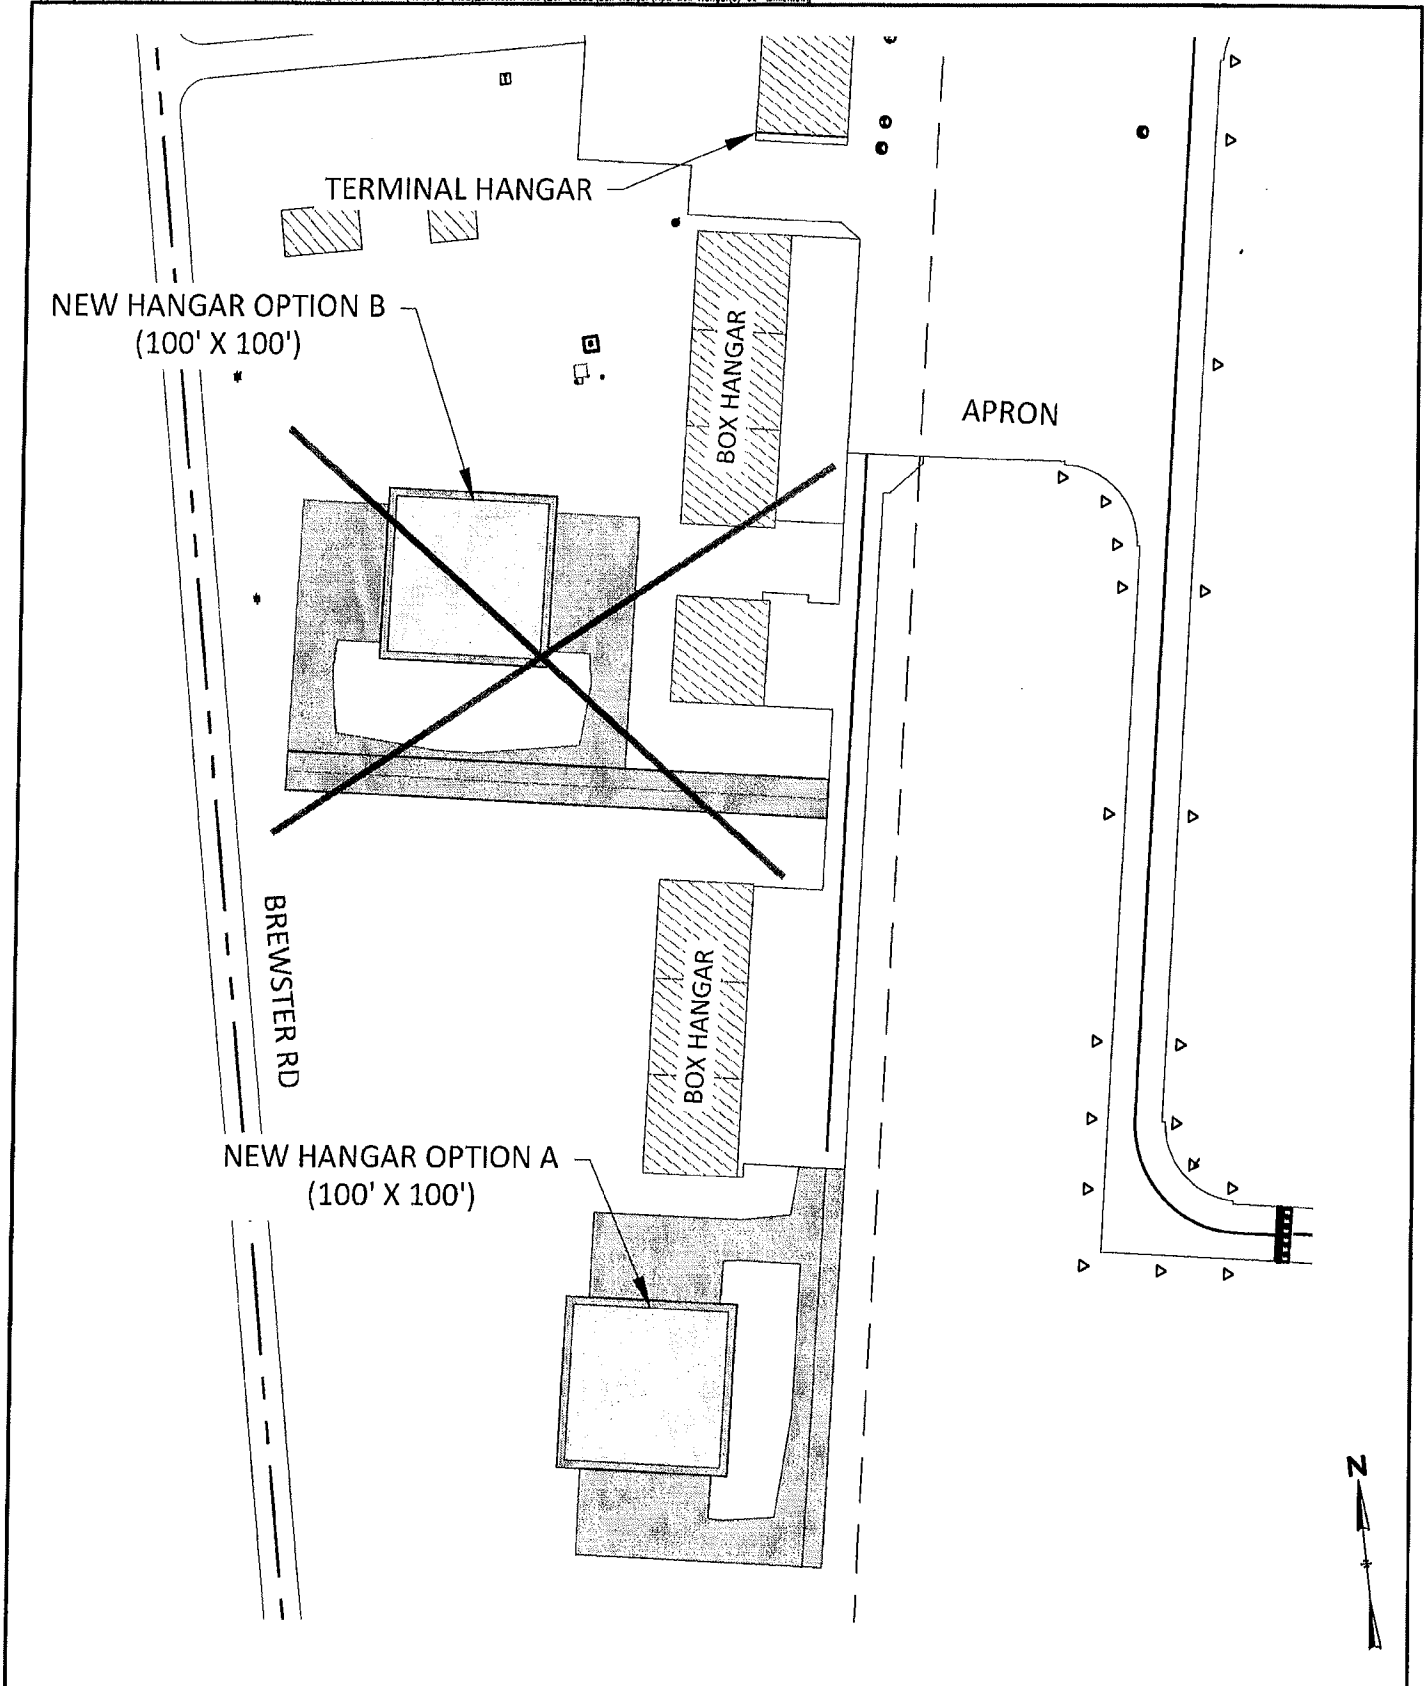 TERMINAL HANGAR
NEW HANGAR OPTION B
(100' X 100')
BOX HANGAR
APRON
BREWSTER RD
BOX HANGAR
NEW HANGAR OPTION A
(100' X 100')
N